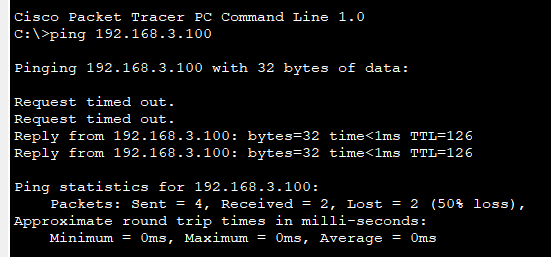 Cisco Packet Tracer PC Command Line 1.0
C:\>ping 192.168.3.100
Pinging 192.168.3.100 with 32 bytes of data:
Request timed out.
Request timed out.
Reply from 192.168.3.100: bytes=32 time<1ms TTL=126
Reply from 192.168.3.100: bytes=32 time<1ms TTL=126
Ping statistics for 192.168.3.100:
Packets: Sent = 4, Received = 2, Lost = 2 (50% loss),
Approximate round trip times in milli-seconds:
Minimum = 0ms, Maximum = 0ms, Average = 0ms